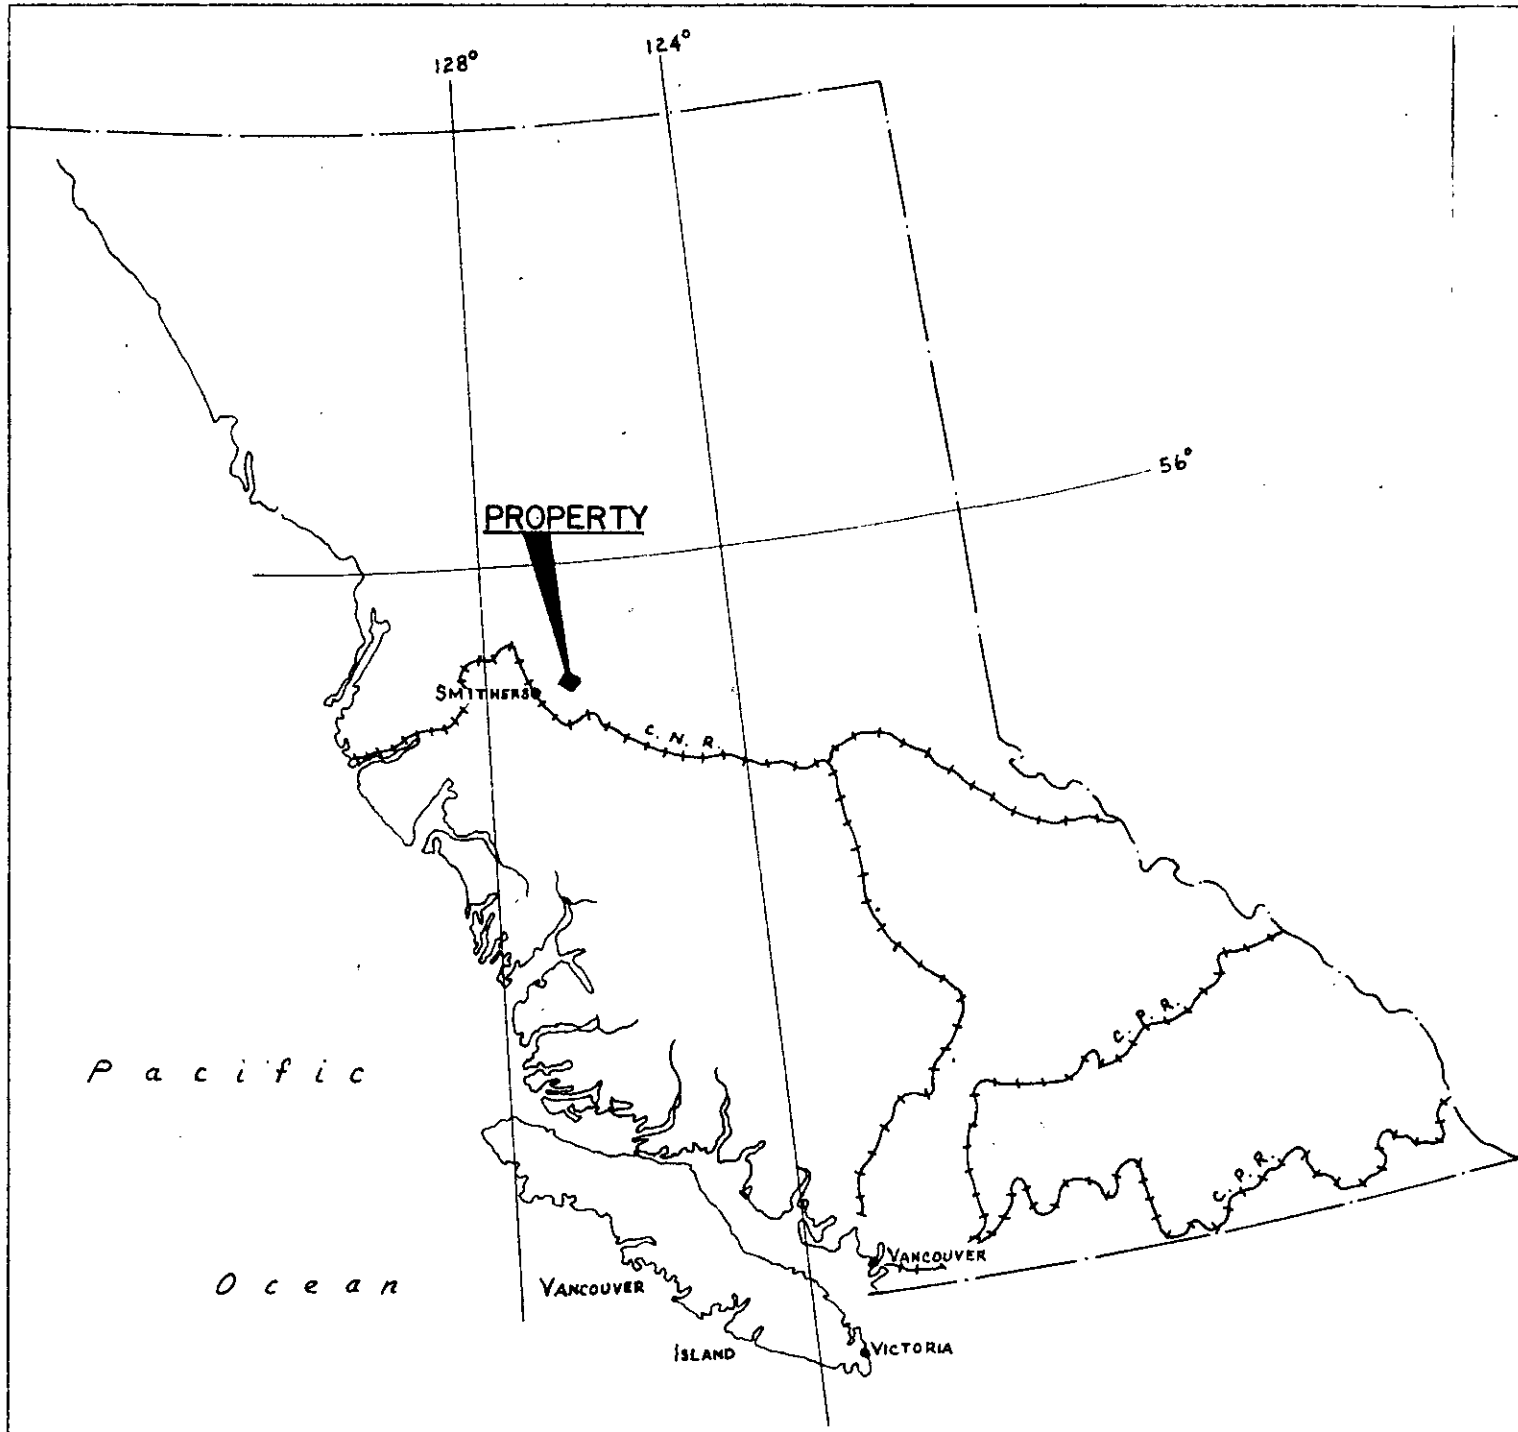 128°
124°
56°
PROPERTY
SMITHERS
C. N. R.
C. P. R.
Pacific
C. P. R.
VANCOUVER
Ocean
VANCOUVER
ISLAND
VICTORIA